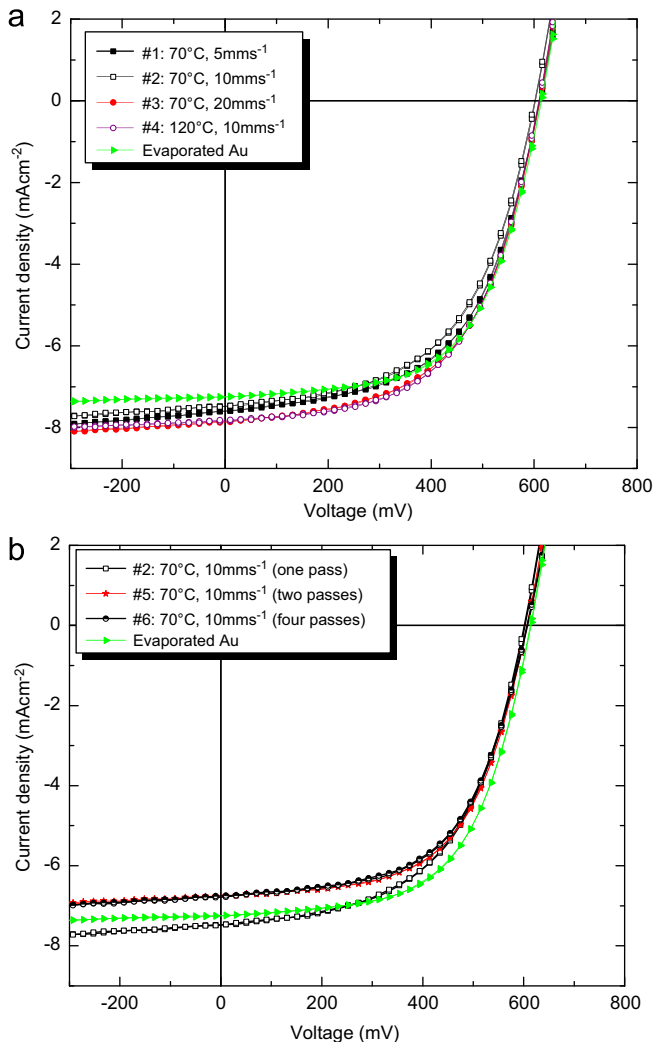 a
#1: 70°C, 5mms⁻¹
#2: 70°C, 10mms⁻¹
#3: 70°C, 20mms⁻¹
#4: 120°C, 10mms⁻¹
Evaporated Au
2
0
-2
-4
-6
-8
Current density (mAcm⁻²)
-200 0 200 400 600 800
Voltage (mV)
b
#2: 70°C, 10mms⁻¹ (one pass)
#5: 70°C, 10mms⁻¹ (two passes)
#6: 70°C, 10mms⁻¹ (four passes)
Evaporated Au
2
0
-2
-4
-6
-8
Current density (mAcm⁻²)
-200 0 200 400 600 800
Voltage (mV)